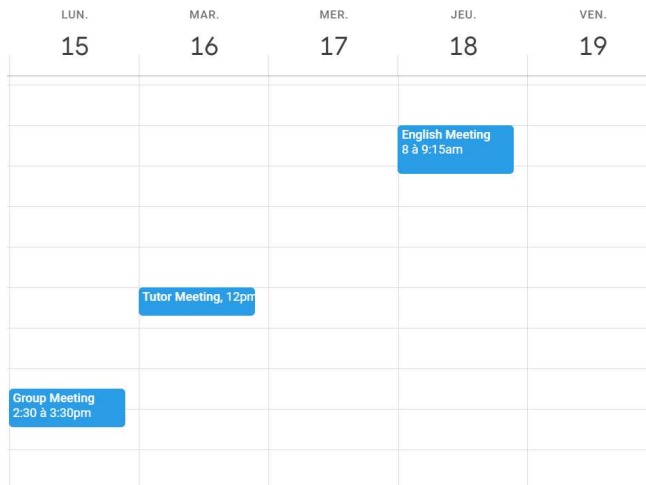 LUN. MAR. MER. JEU. VEN.
15 16 17 18 19
English Meeting
8 à 9:15am
Tutor Meeting, 12pm
Group Meeting
2:30 à 3:30pm